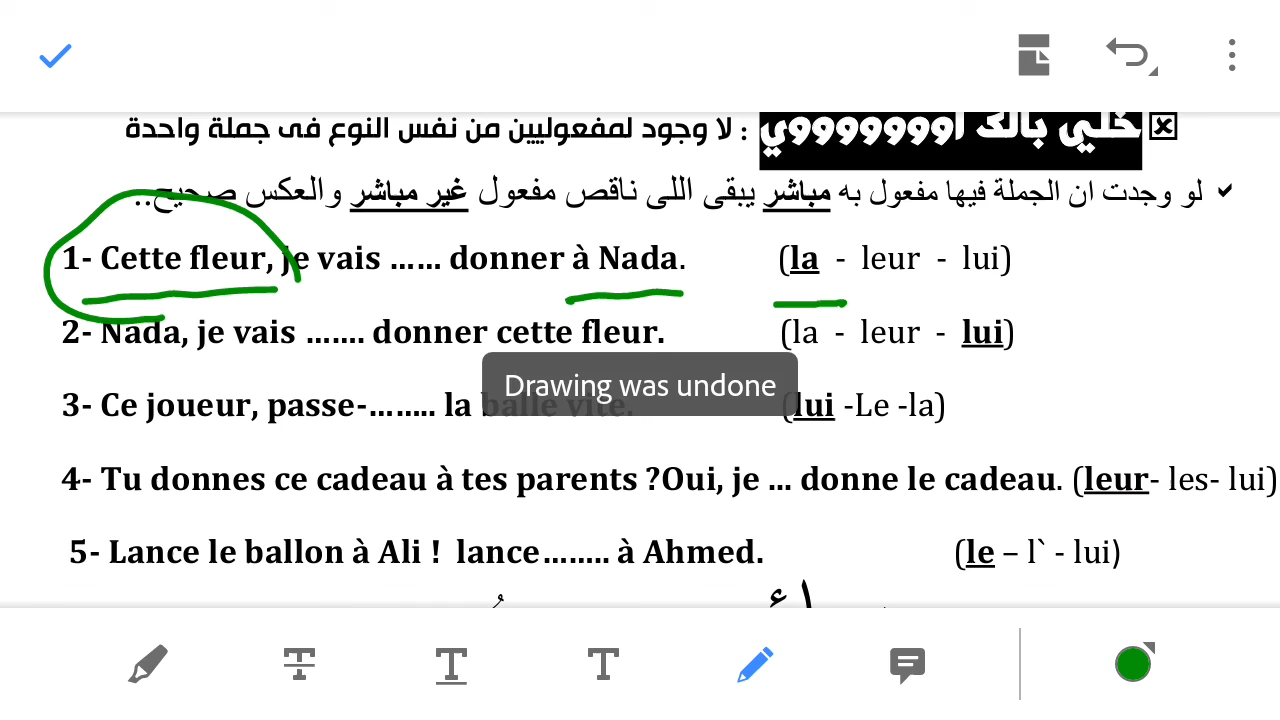 خلي بالك اوووووووي : لا وجود لمفعوليين من نفس النوع فى جملة واحدة
لو وجدت ان الجملة فيها مفعول به مباشر يبقى اللى ناقص مفعول غير مباشر والعكس صحيح..
1- Cette fleur, je vais …… donner à Nada. (la - leur - lui)
2- Nada, je vais ……. donner cette fleur. (la - leur - lui)
Drawing was undone
3- Ce joueur, passe-…….. la balle vite. (lui -Le -la)
4- Tu donnes ce cadeau à tes parents ?Oui, je … donne le cadeau. (leur- les- lui)
5- Lance le ballon à Ali ! lance…….. à Ahmed. (le – l` - lui)